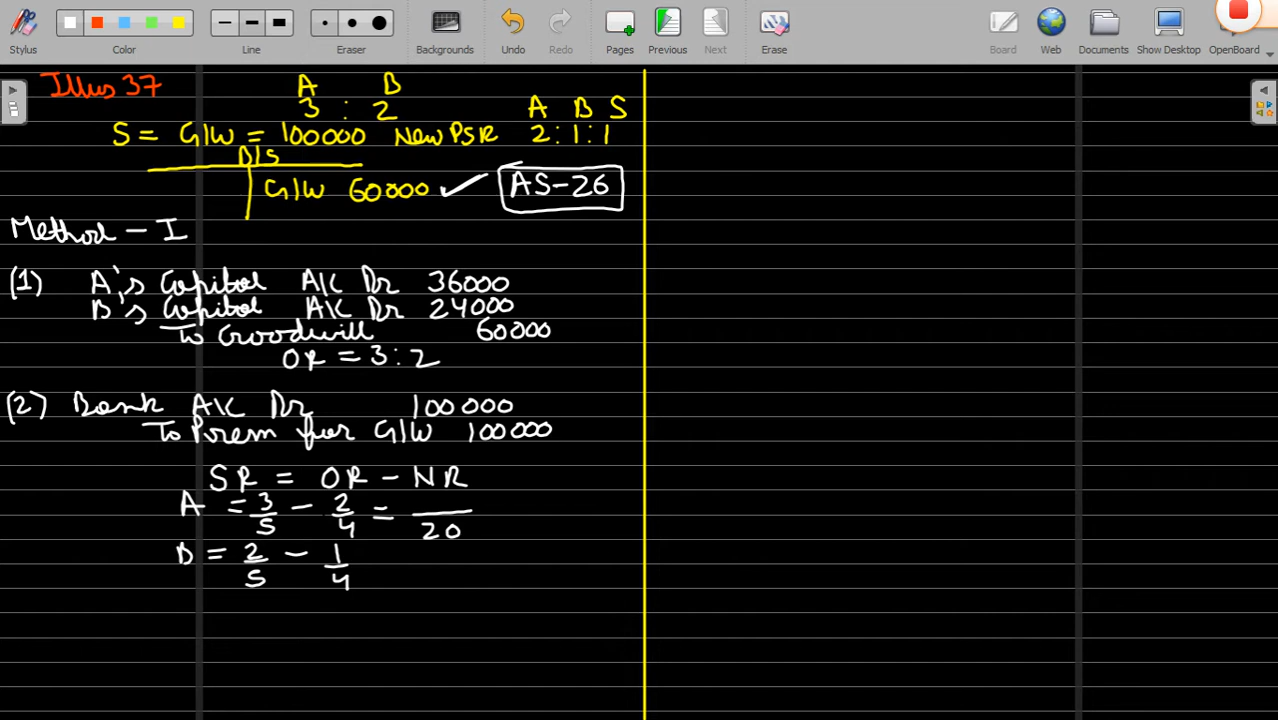 Stylus Color Line Eraser Backgrounds Undo Redo Pages Previous Next Erase Board Web Documents Show Desktop OpenBoard
Illus 37 A B
3 : 2 A B S
S = G/W = 100000 New PSR 2:1:1
B/S
G/W 60000 ✓ AS-26
Method - I
(1) A's Capital A/C Dr 36000
B's Capital A/C Dr 24000
To Goodwill 60000
OR = 3:2
(2) Bank A/C Dr 100000
To Prem for G/W 100000
SR = OR - NR
A = 3/5 - 2/4 = /20
B = 2/5 - 1/4